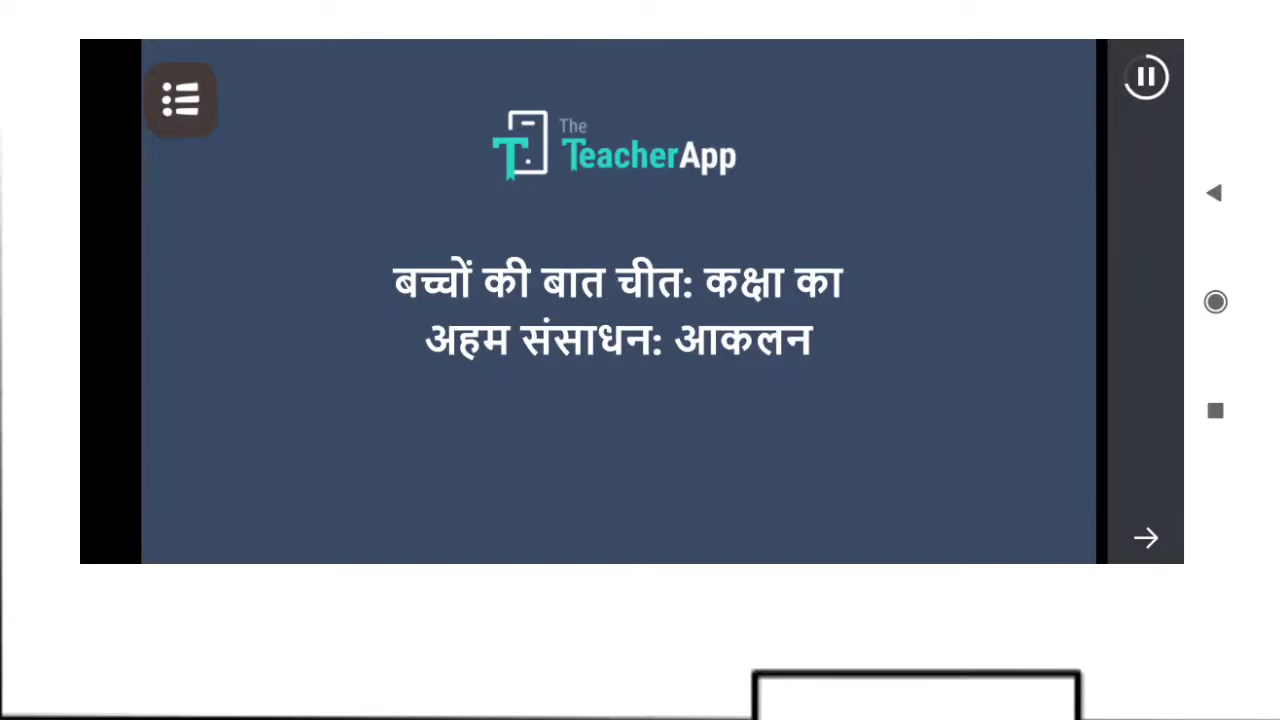 The
TeacherApp
बच्चों की बात चीत: कक्षा का
अहम संसाधन: आकलन